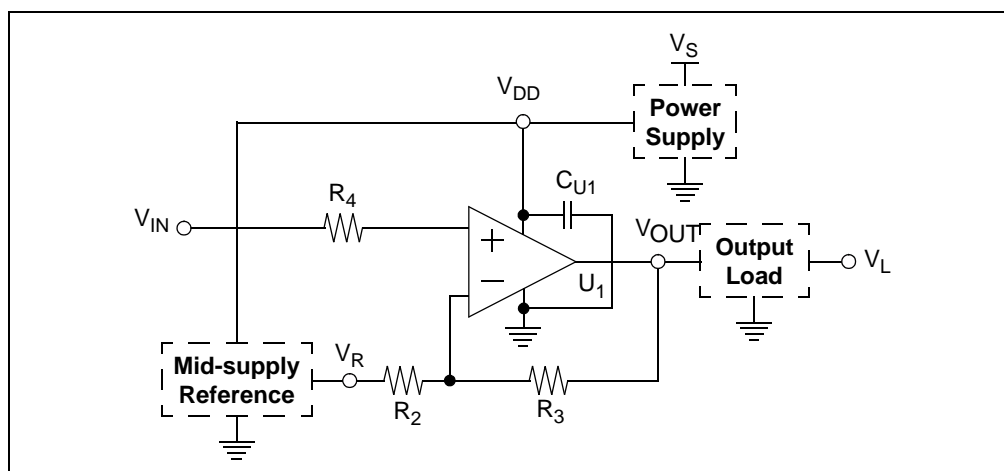 V_S
V_DD
Power
Supply
C_U1
R_4
V_IN
V_OUT
+
Output
Load
V_L
−
U_1
Mid-supply
Reference
V_R
R_2
R_3